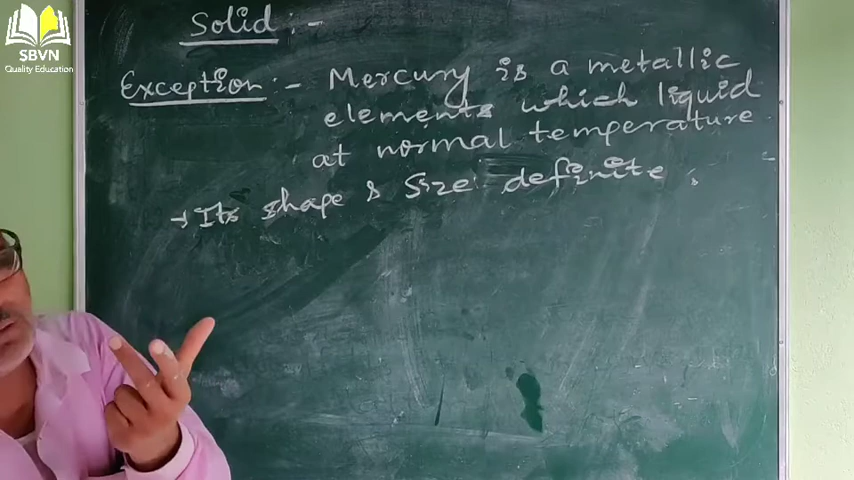 SBVN
Quality Education
Solid :-
Exception :- Mercury is a metallic
elements which liquid
at normal temperature
→ Its shape & Size definite.